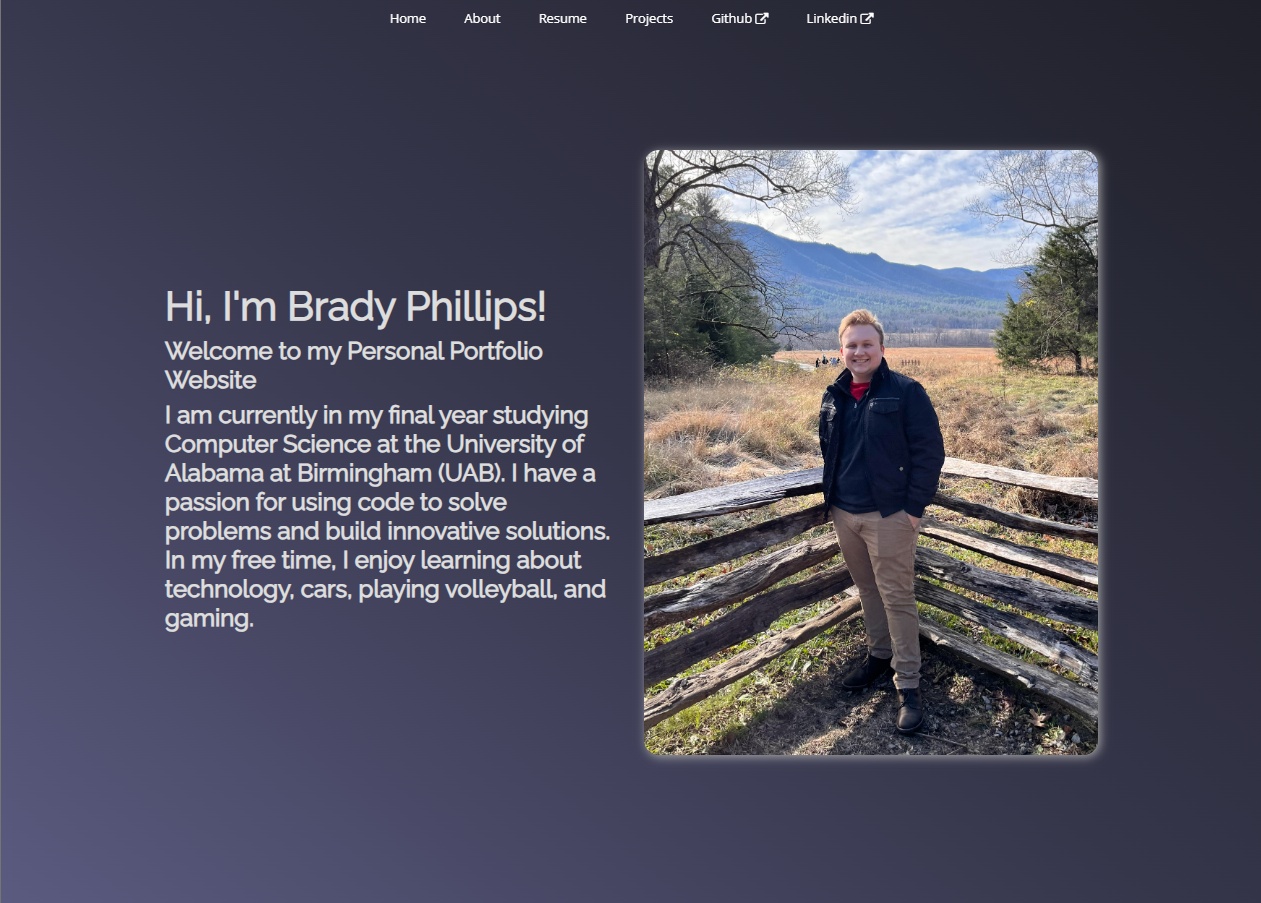 Home About Resume Projects Github Linkedin
Hi, I'm Brady Phillips!
Welcome to my Personal Portfolio
Website
I am currently in my final year studying
Computer Science at the University of
Alabama at Birmingham (UAB). I have a
passion for using code to solve
problems and build innovative solutions.
In my free time, I enjoy learning about
technology, cars, playing volleyball, and
gaming.